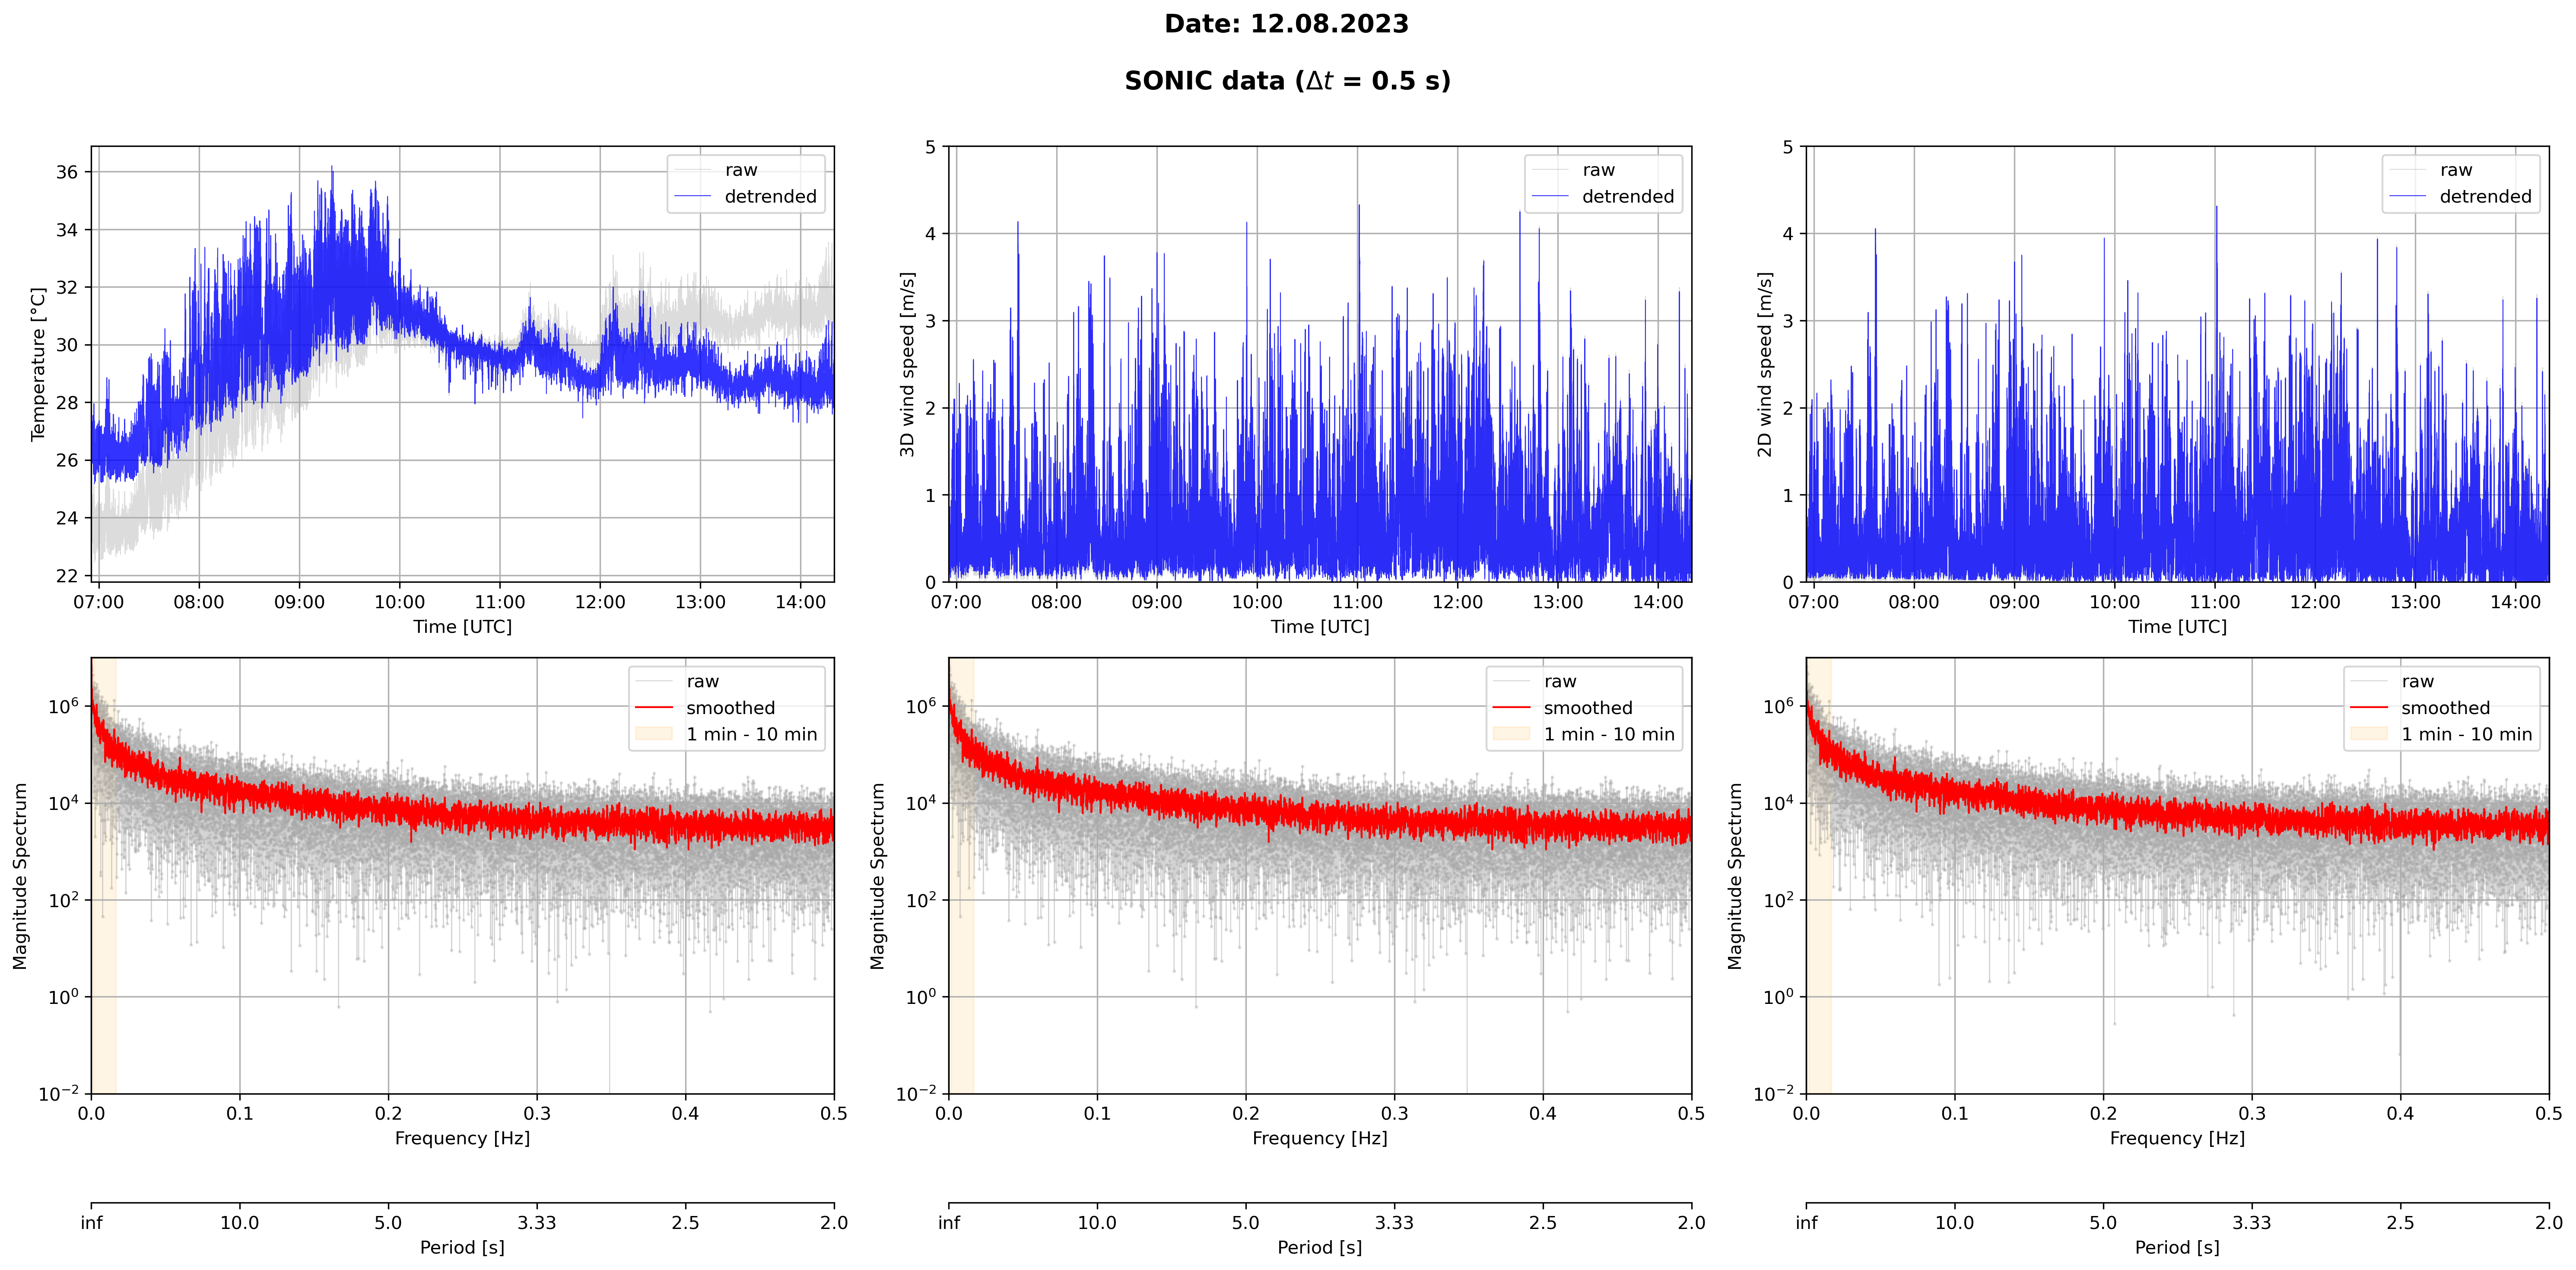 Date: 12.08.2023
SONIC data (Δt = 0.5 s)
Temperature [°C]
36
34
32
30
28
26
24
22
raw
detrended
07:00 08:00 09:00 10:00 11:00 12:00 13:00 14:00
Time [UTC]
3D wind speed [m/s]
5
4
3
2
1
0
raw
detrended
07:00 08:00 09:00 10:00 11:00 12:00 13:00 14:00
Time [UTC]
2D wind speed [m/s]
5
4
3
2
1
0
raw
detrended
07:00 08:00 09:00 10:00 11:00 12:00 13:00 14:00
Time [UTC]
Magnitude Spectrum
10⁶
10⁴
10²
10⁰
10⁻²
raw
smoothed
1 min - 10 min
0.0 0.1 0.2 0.3 0.4 0.5
Frequency [Hz]
inf 10.0 5.0 3.33 2.5 2.0
Period [s]
Magnitude Spectrum
10⁶
10⁴
10²
10⁰
10⁻²
raw
smoothed
1 min - 10 min
0.0 0.1 0.2 0.3 0.4 0.5
Frequency [Hz]
inf 10.0 5.0 3.33 2.5 2.0
Period [s]
Magnitude Spectrum
10⁶
10⁴
10²
10⁰
10⁻²
raw
smoothed
1 min - 10 min
0.0 0.1 0.2 0.3 0.4 0.5
Frequency [Hz]
inf 10.0 5.0 3.33 2.5 2.0
Period [s]